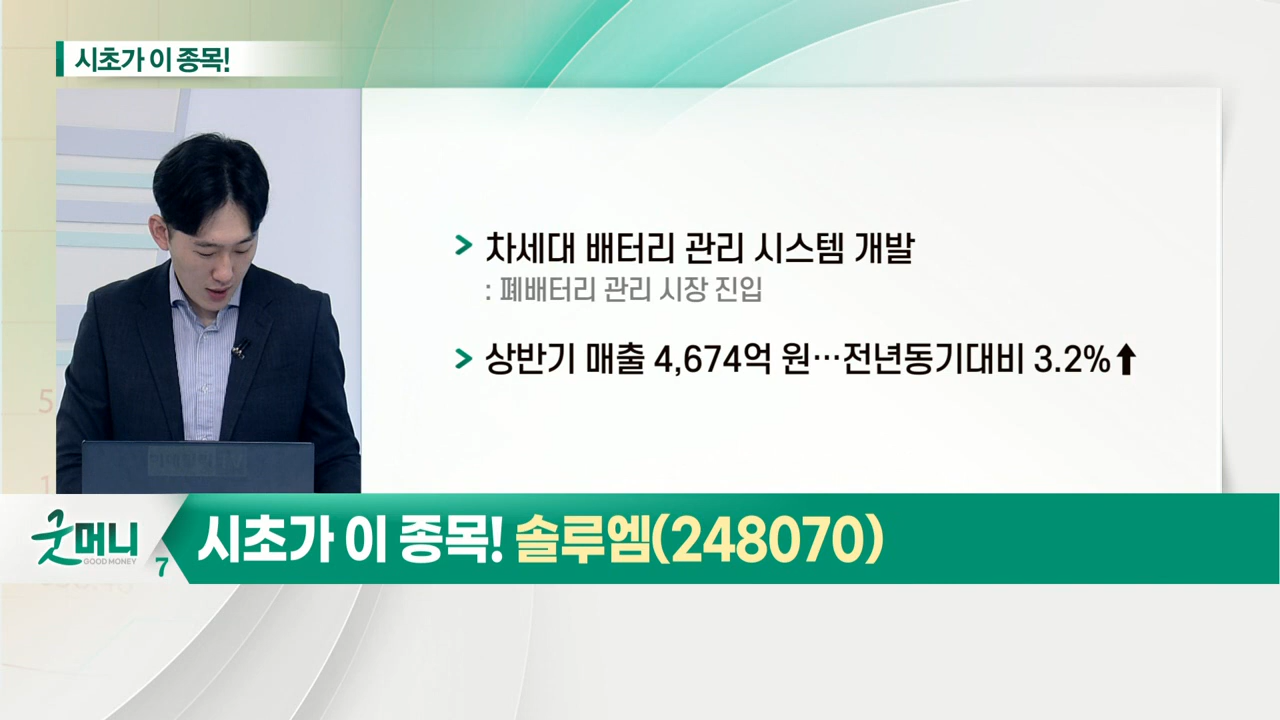 시초가 이 종목!
> 차세대 배터리 관리 시스템 개발
: 폐배터리 관리 시장 진입
> 상반기 매출 4,674억 원…전년동기대비 3.2%⬆
5
1
굿머니
GOOD MONEY
7
시초가 이 종목! 솔루엠(248070)